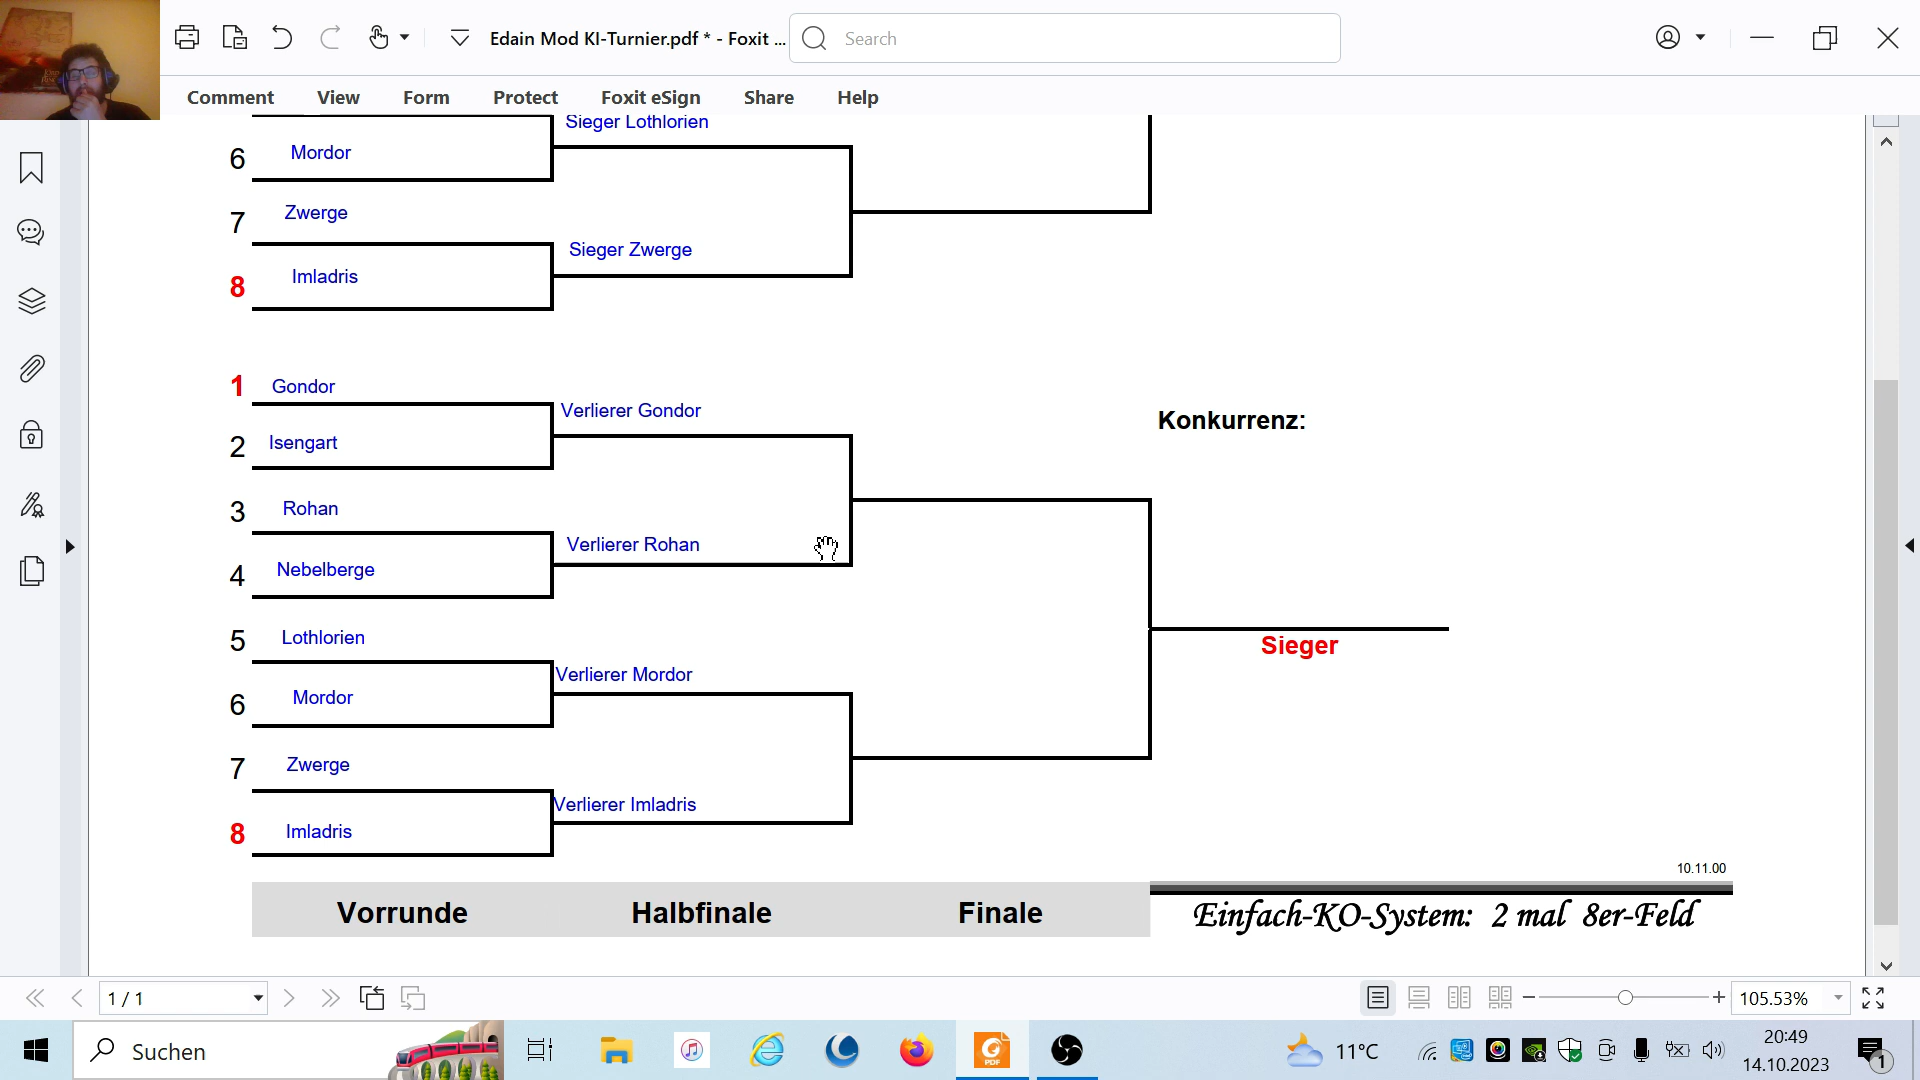 Edain Mod KI-Turnier.pdf * - Foxit ...
Search
Comment View Form Protect Foxit eSign Share Help
Sieger Lothlorien
6 Mordor
7 Zwerge
Sieger Zwerge
8 Imladris
1 Gondor
Verlierer Gondor
Konkurrenz:
2 Isengart
3 Rohan
Verlierer Rohan
4 Nebelberge
5 Lothlorien
Sieger
Verlierer Mordor
6 Mordor
7 Zwerge
Verlierer Imladris
8 Imladris
10.11.00
Vorrunde Halbfinale Finale Einfach-KO-System: 2 mal 8er-Feld
1 / 1
105.53%
Suchen
PDF
11°C
20:49
14.10.2023
1